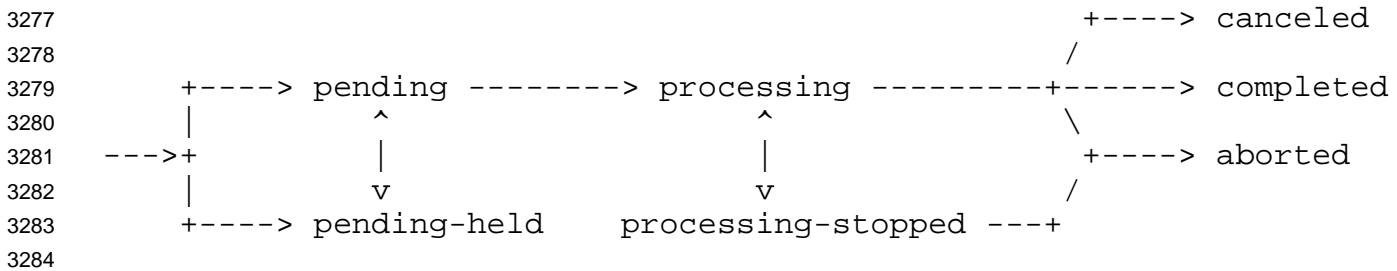 3277                                                              +----> canceled
3278                                                             /
3279       +----> pending --------> processing ---------+------> completed
3280       |         ^                     ^             \
3281   --->+         |                     |              +----> aborted
3282       |         v                     v             /
3283       +----> pending-held    processing-stopped ---+
3284